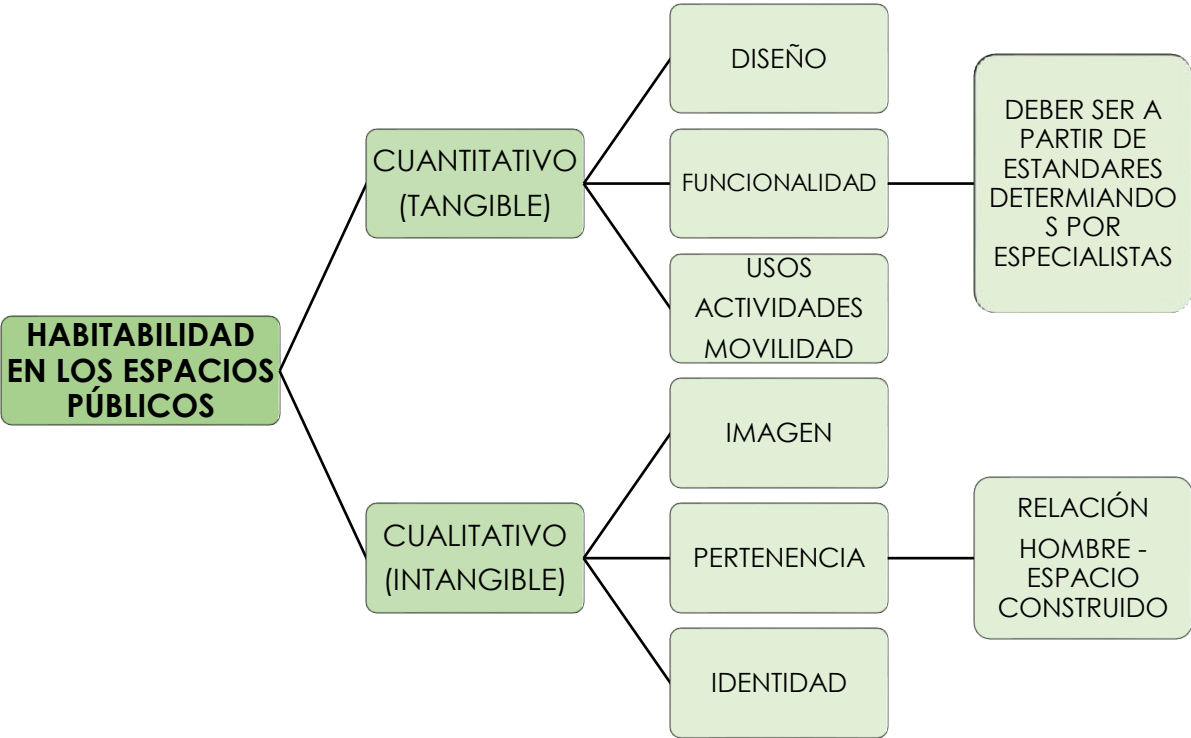 HABITABILIDAD
EN LOS ESPACIOS
PÚBLICOS
CUANTITATIVO
(TANGIBLE)
DISEÑO
FUNCIONALIDAD
USOS
ACTIVIDADES
MOVILIDAD
DEBER SER A
PARTIR DE
ESTANDARES
DETERMIANDO
S POR
ESPECIALISTAS
CUALITATIVO
(INTANGIBLE)
IMAGEN
PERTENENCIA
IDENTIDAD
RELACIÓN
HOMBRE -
ESPACIO
CONSTRUIDO